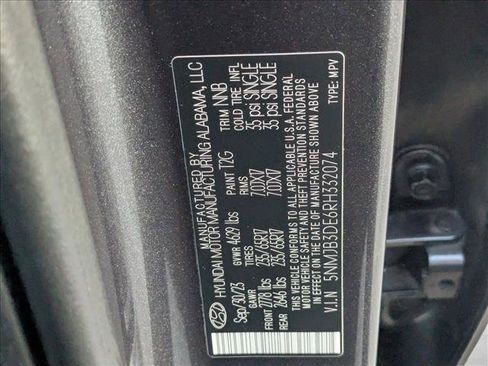 MANUFACTURED BY
HYUNDAI MOTOR MANUFACTURING ALABAMA, LLC
Sep/30/23 GVWR 4629 lbs PAINT T2G TRIM NNB
GAWR TIRES RIMS COLD TIRE INFL
FRONT 2778 lbs 235/65R17 7.0JX17 35 psi SINGLE
REAR 2646 lbs 235/65R17 7.0JX17 35 psi SINGLE
THIS VEHICLE CONFORMS TO ALL APPLICABLE U.S.A. FEDERAL
MOTOR VEHICLE SAFETY AND THEFT PREVENTION STANDARDS
IN EFFECT ON THE DATE OF MANUFACTURE SHOWN ABOVE
V.I.N 5NMJB3DE6RH332074 TYPE: MPV